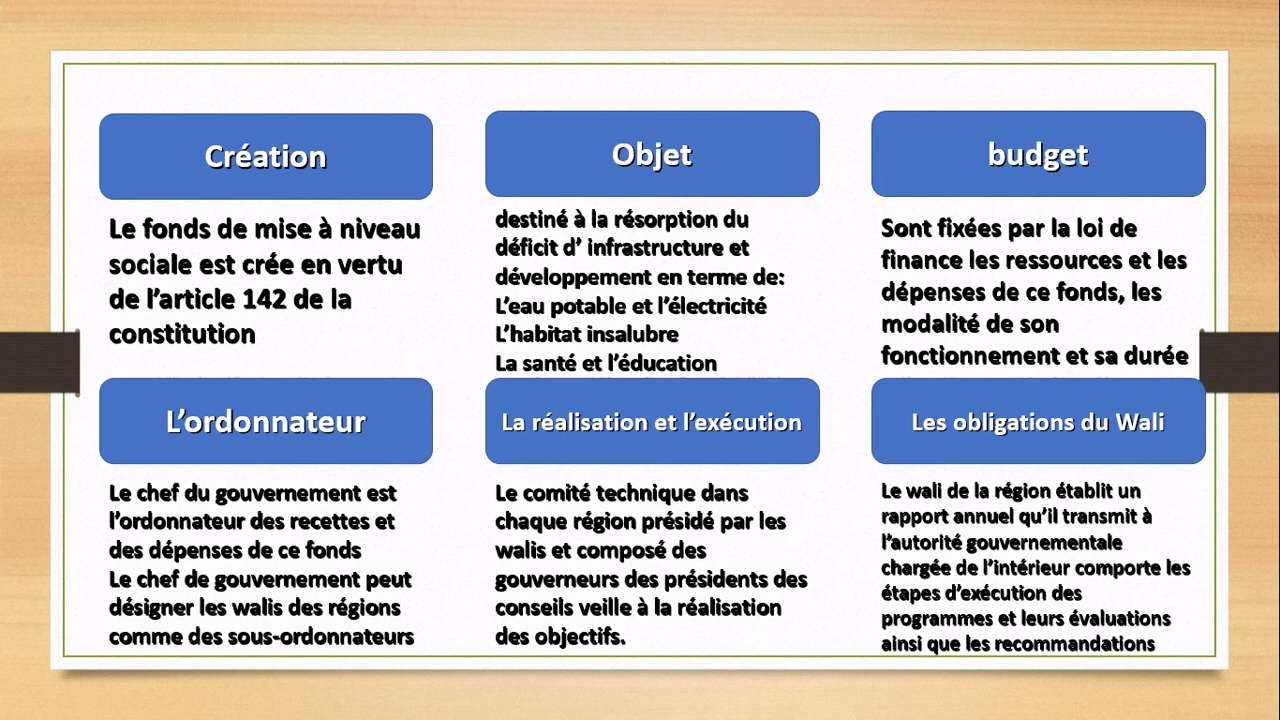 Création
Le fonds de mise à niveau
sociale est crée en vertu
de l’article 142 de la
constitution
Objet
destiné à la résorption du
déficit d’ infrastructure et
développement en terme de:
L’eau potable et l’électricité
L’habitat insalubre
La santé et l’éducation
budget
Sont fixées par la loi de
finance les ressources et les
dépenses de ce fonds, les
modalité de son
fonctionnement et sa durée
L’ordonnateur
Le chef du gouvernement est
l’ordonnateur des recettes et
des dépenses de ce fonds
Le chef de gouvernement peut
désigner les walis des régions
comme des sous-ordonnateurs
La réalisation et l’exécution
Le comité technique dans
chaque région présidé par les
walis et composé des
gouverneurs des présidents des
conseils veille à la réalisation
des objectifs.
Les obligations du Wali
Le wali de la région établit un
rapport annuel qu’il transmit à
l’autorité gouvernementale
chargée de l’intérieur comporte les
étapes d’exécution des
programmes et leurs évaluations
ainsi que les recommandations